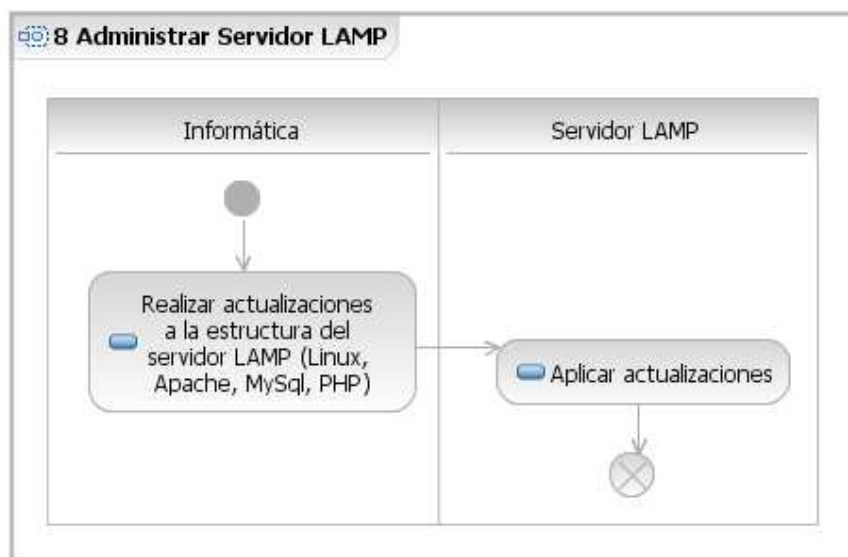 8 Administrar Servidor LAMP
Informática
Servidor LAMP
Realizar actualizaciones
a la estructura del
servidor LAMP (Linux,
Apache, MySql, PHP)
Aplicar actualizaciones